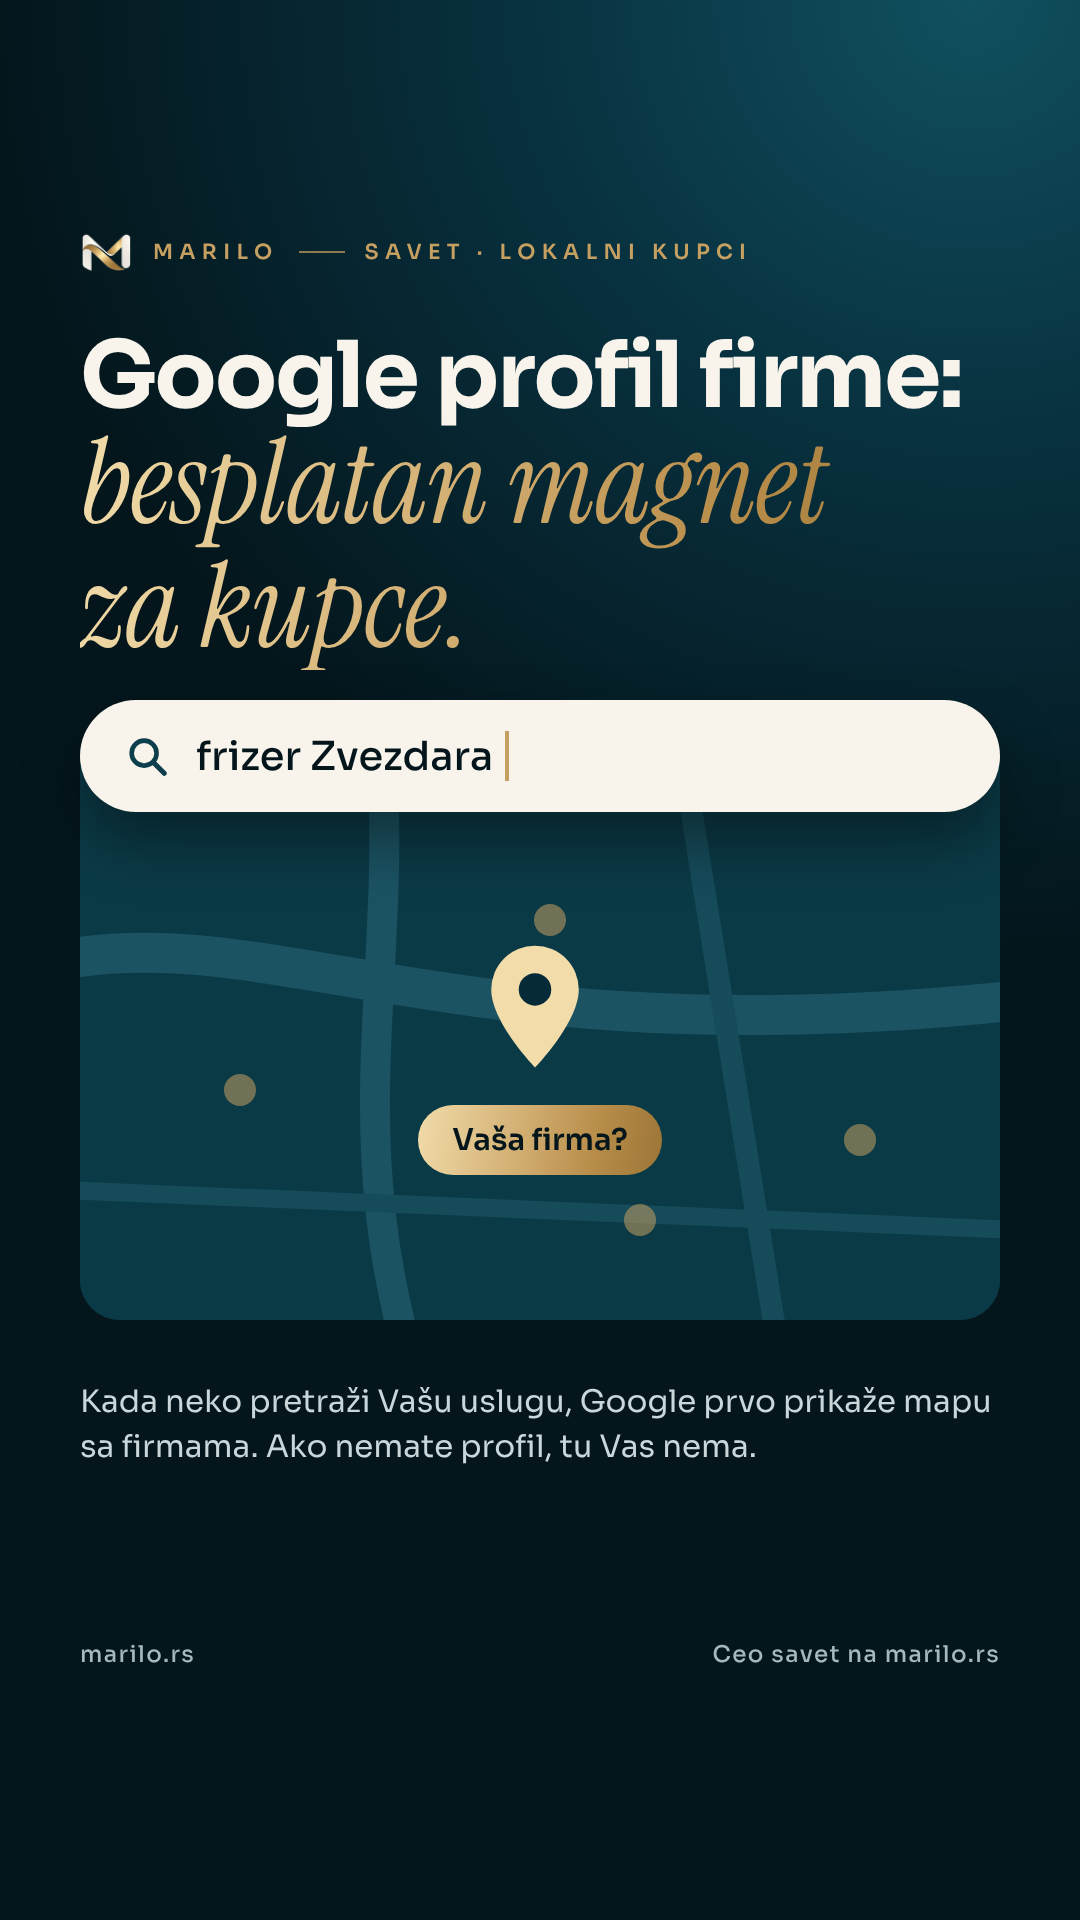 MARILO — SAVET · LOKALNI KUPCI
Google profil firme:
besplatan magnet
za kupce.
frizer Zvezdara
Vaša firma?
Kada neko pretraži Vašu uslugu, Google prvo prikaže mapu
sa firmama. Ako nemate profil, tu Vas nema.
marilo.rs
Ceo savet na marilo.rs